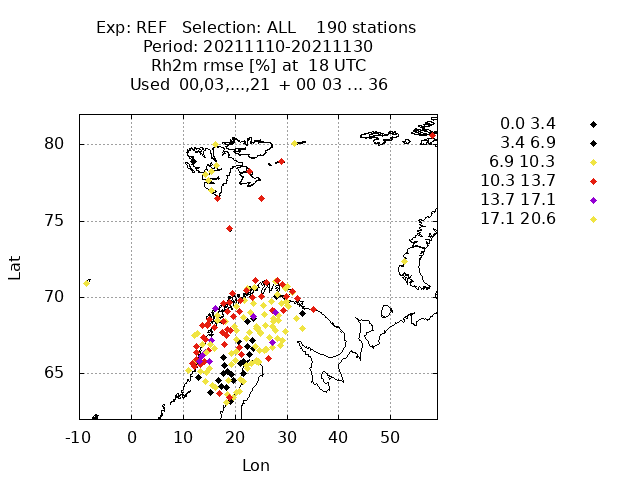 Exp: REF   Selection: ALL    190 stations
Period: 20211110-20211130
Rh2m rmse [%] at  18 UTC
Used  00,03,...,21  + 00 03 ... 36
0.0 3.4
3.4 6.9
6.9 10.3
10.3 13.7
13.7 17.1
17.1 20.6
80
75
70
65
Lat
-10 0 10 20 30 40 50
Lon